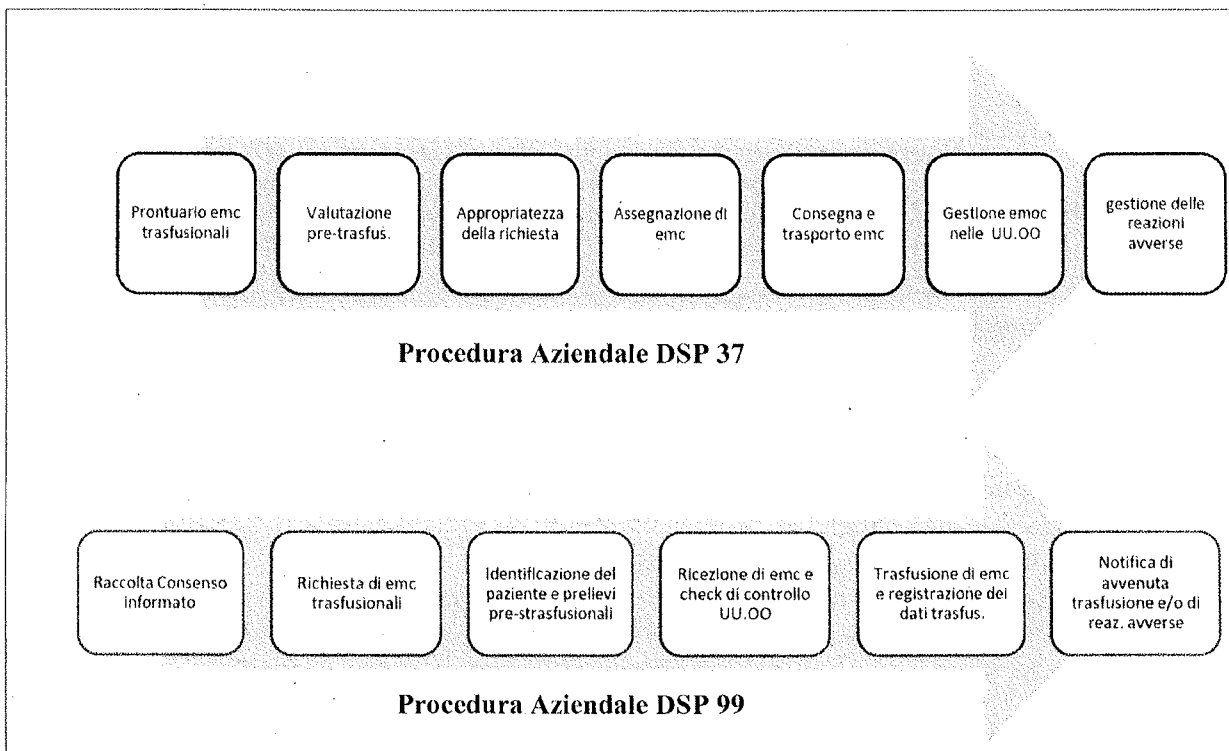 Prontuario emc
trasfusionali
Valutazione
pre-trasfus.
Appropriatezza
della richiesta
Assegnazione di
emc
Consegna e
trasporto emc
Gestione emoc
nelle UU.OO
gestione delle
reazioni
avverse
Procedura Aziendale DSP 37
Raccolta Consenso
informato
Richiesta di emc
trasfusionali
Identificazione del
paziente e prelievi
pre-strasfusionali
Ricezione di emc e
check di controllo
UU.OO
Trasfusione di emc
e registrazione dei
dati trasfus.
Notifica di
avvenuta
trasfusione e/o di
reaz. avverse
Procedura Aziendale DSP 99